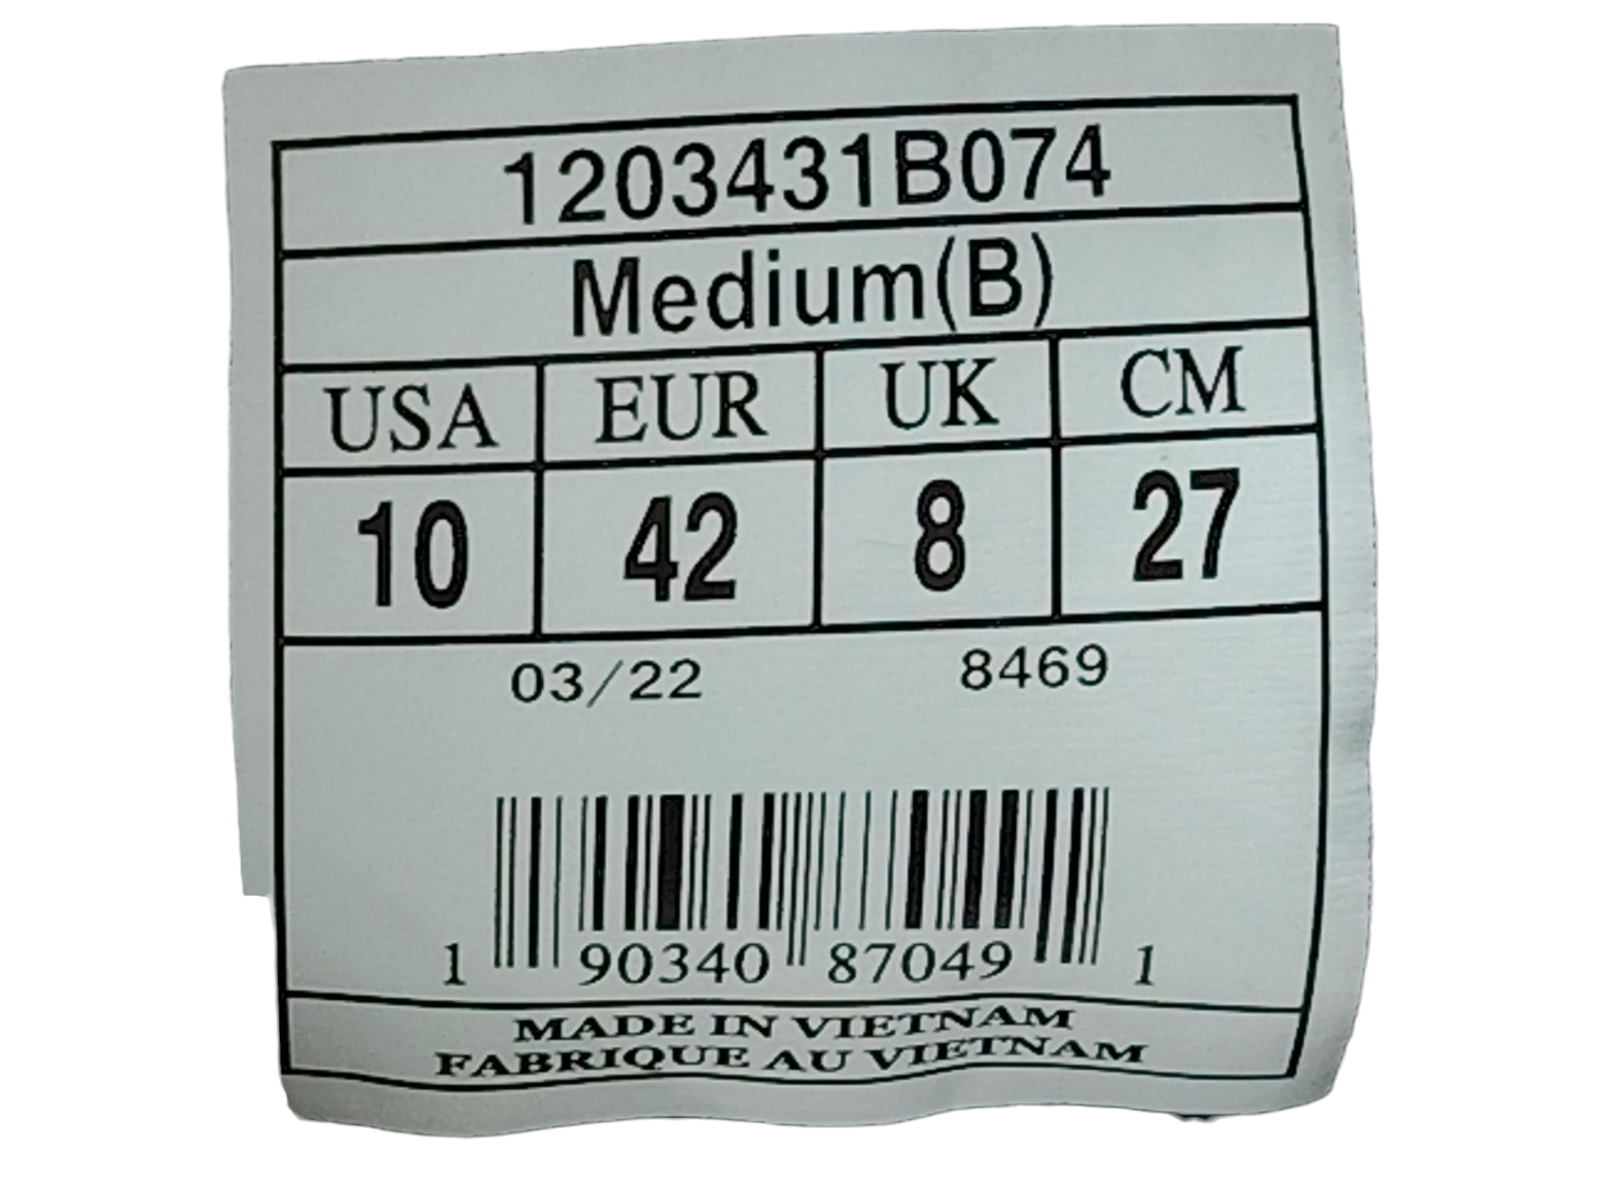 1203431B074
Medium(B)
USA EUR UK CM
10 42 8 27
03/22 8469
1 90340 87049 1
MADE IN VIETNAM
FABRIQUE AU VIETNAM